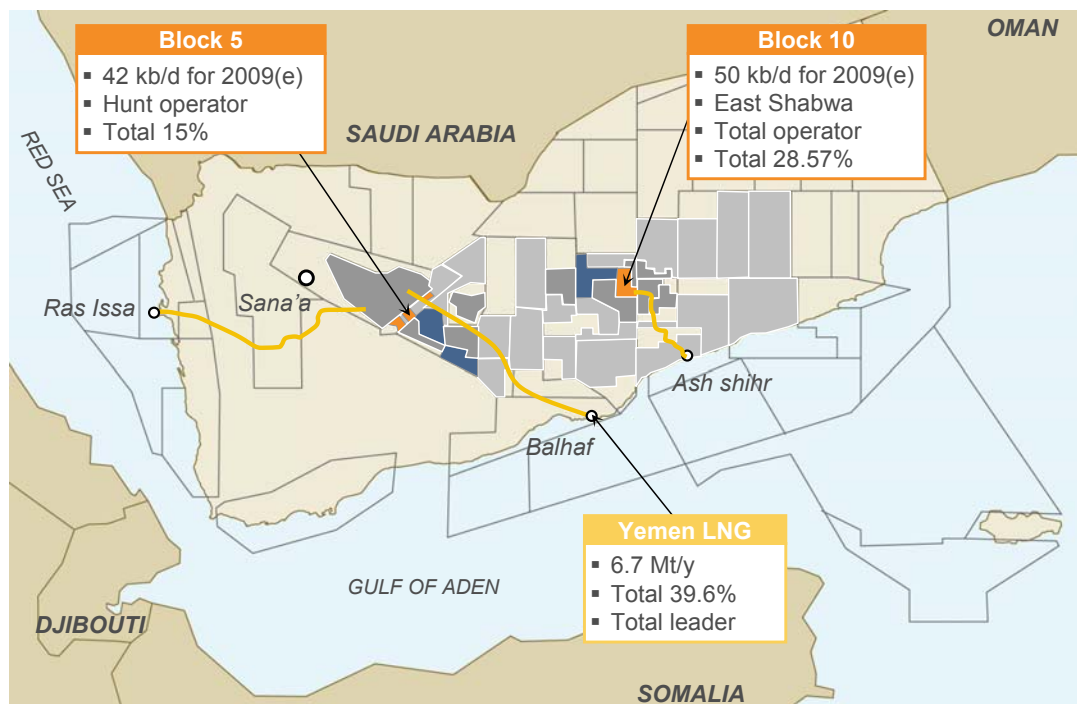 OMAN
Block 5
▪ 42 kb/d for 2009(e)
▪ Hunt operator
▪ Total 15%
Block 10
▪ 50 kb/d for 2009(e)
▪ East Shabwa
▪ Total operator
▪ Total 28.57%
SAUDI ARABIA
RED SEA
Ras Issa
Sana’a
Ash shihr
Balhaf
Yemen LNG
▪ 6.7 Mt/y
▪ Total 39.6%
▪ Total leader
GULF OF ADEN
DJIBOUTI
SOMALIA